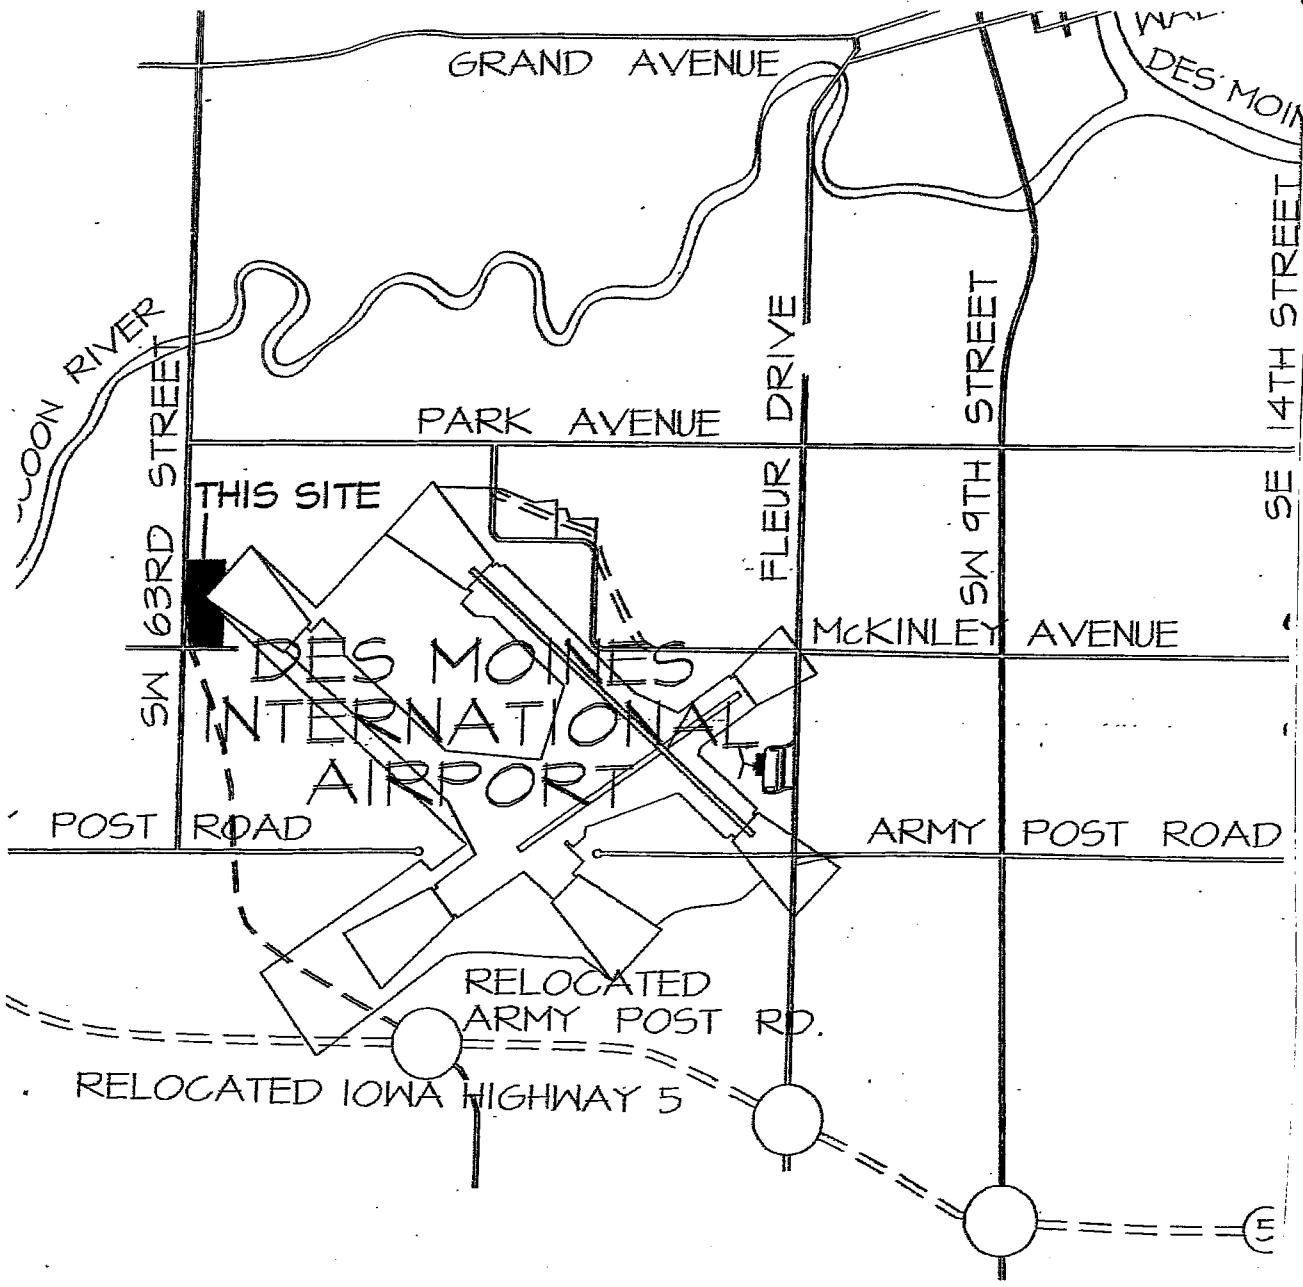 GRAND AVENUE
DES MOIN
RIVER
SW 63RD STREET
PARK AVENUE
FLEUR DRIVE
SW 9TH STREET
SE 14TH STREET
THIS SITE
McKINLEY AVENUE
DES MOINES
INTERNATIONAL
AIRPORT
POST ROAD
ARMY POST ROAD
RELOCATED
ARMY POST RD.
RELOCATED IOWA HIGHWAY 5
5